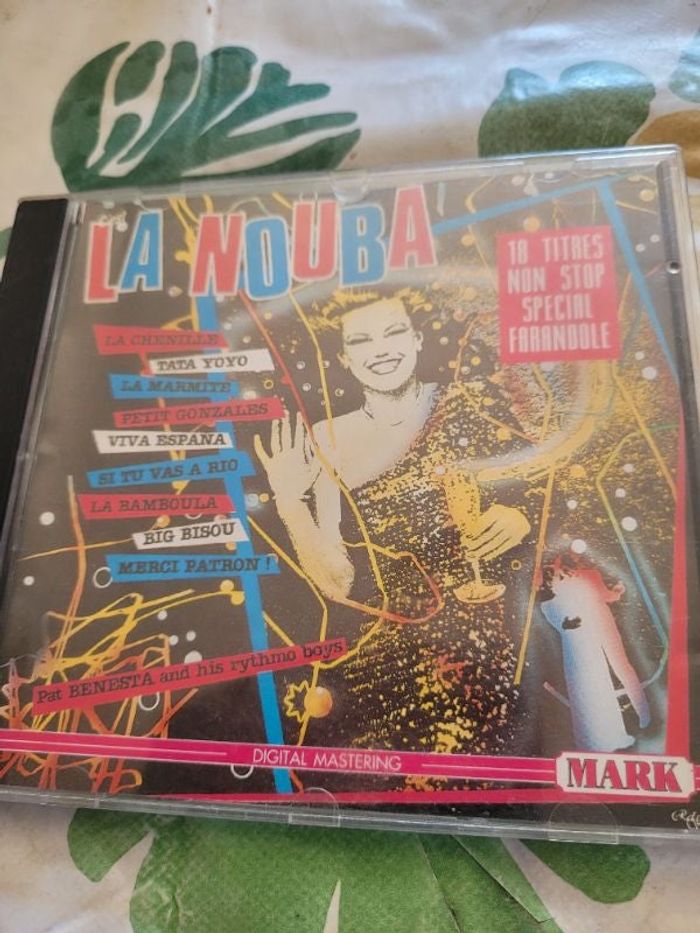 LA NOUBA
18 TITRES
NON STOP
SPECIAL
FARANDOLE
LA CHENILLE
TATA YOYO
LA MARMITE
PETIT GONZALES
VIVA ESPAÑA
SI TU VAS A RIO
LA BAMBOULA
BIG BISOU
MERCI PATRON !
Pat BENESTA and his rythmo boys
DIGITAL MASTERING
MARK